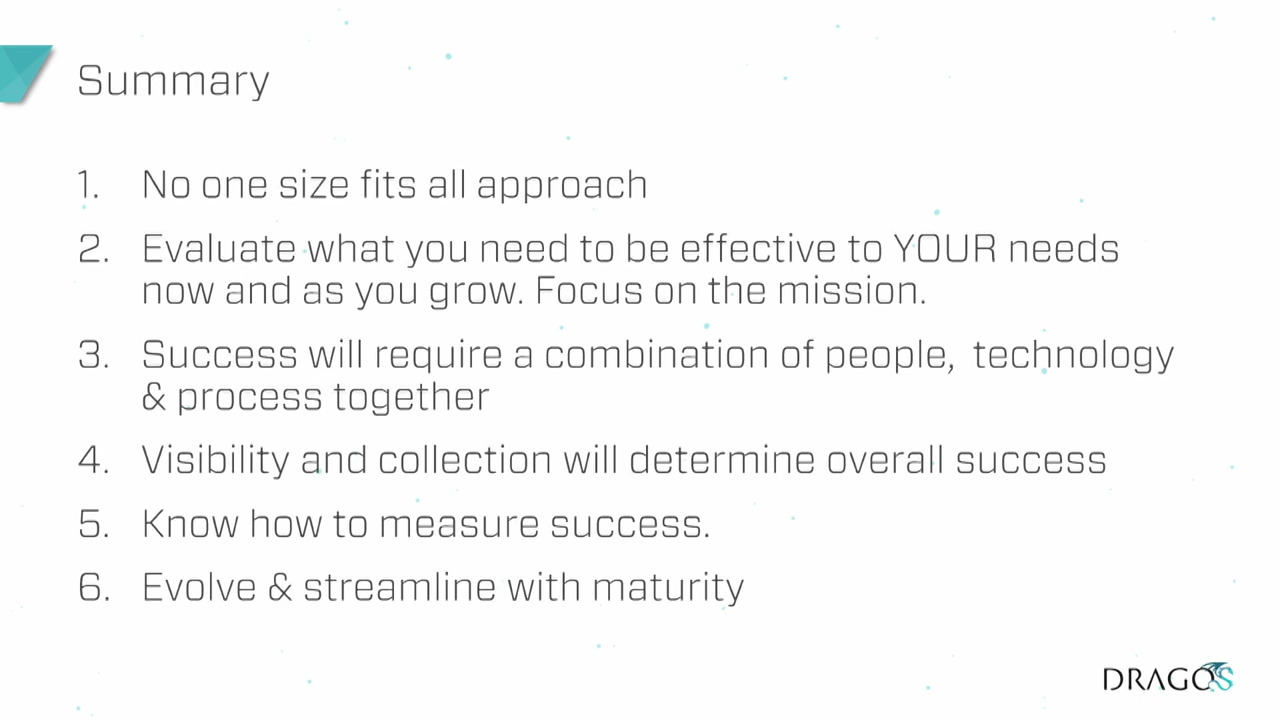 Summary
1. No one size fits all approach
2. Evaluate what you need to be effective to YOUR needs
now and as you grow. Focus on the mission.
3. Success will require a combination of people, technology
& process together
4. Visibility and collection will determine overall success
5. Know how to measure success.
6. Evolve & streamline with maturity
DRAGOS